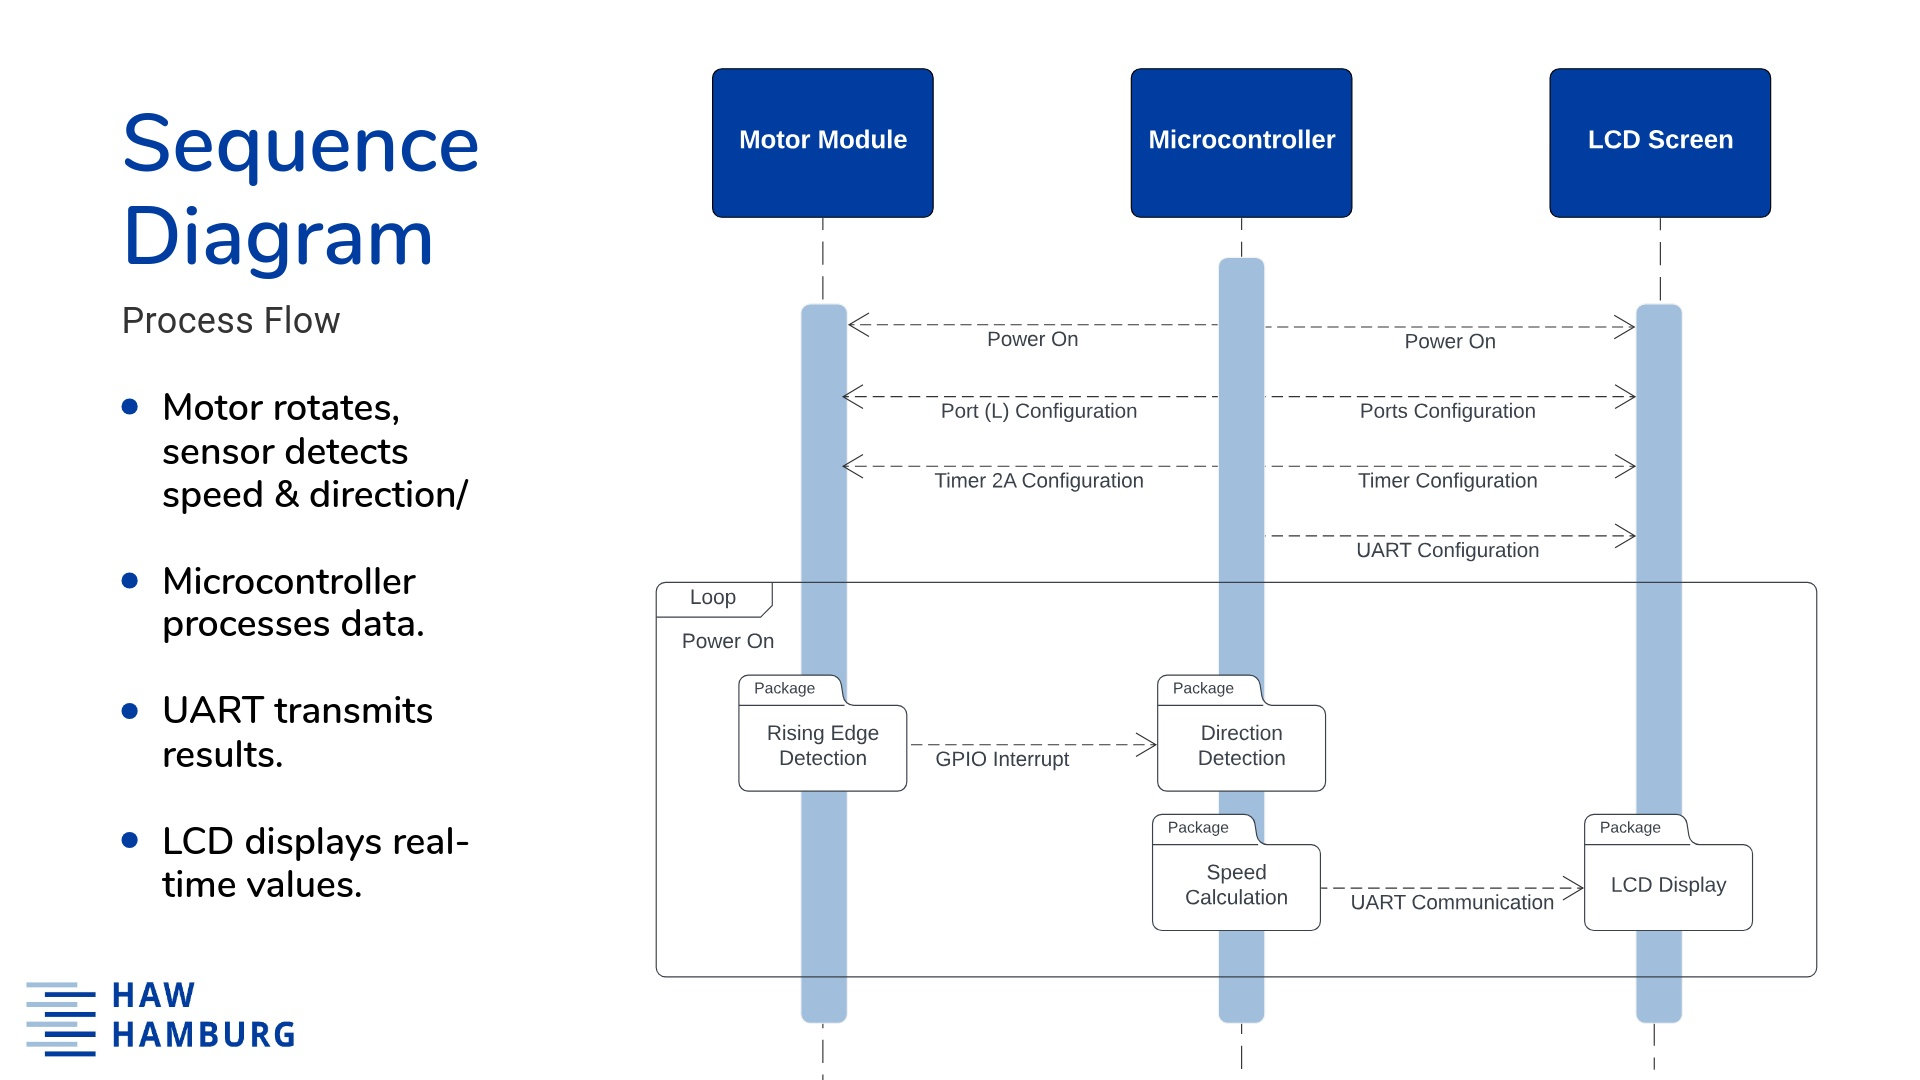 Sequence
Diagram
Process Flow
Motor rotates,
sensor detects
speed & direction/
Microcontroller
processes data.
UART transmits
results.
LCD displays real-
time values.
HAW
HAMBURG
Motor Module
Microcontroller
LCD Screen
Power On
Power On
Port (L) Configuration
Ports Configuration
Timer 2A Configuration
Timer Configuration
UART Configuration
Loop
Power On
Package
Rising Edge
Detection
GPIO Interrupt
Package
Direction
Detection
Package
Speed
Calculation
UART Communication
Package
LCD Display